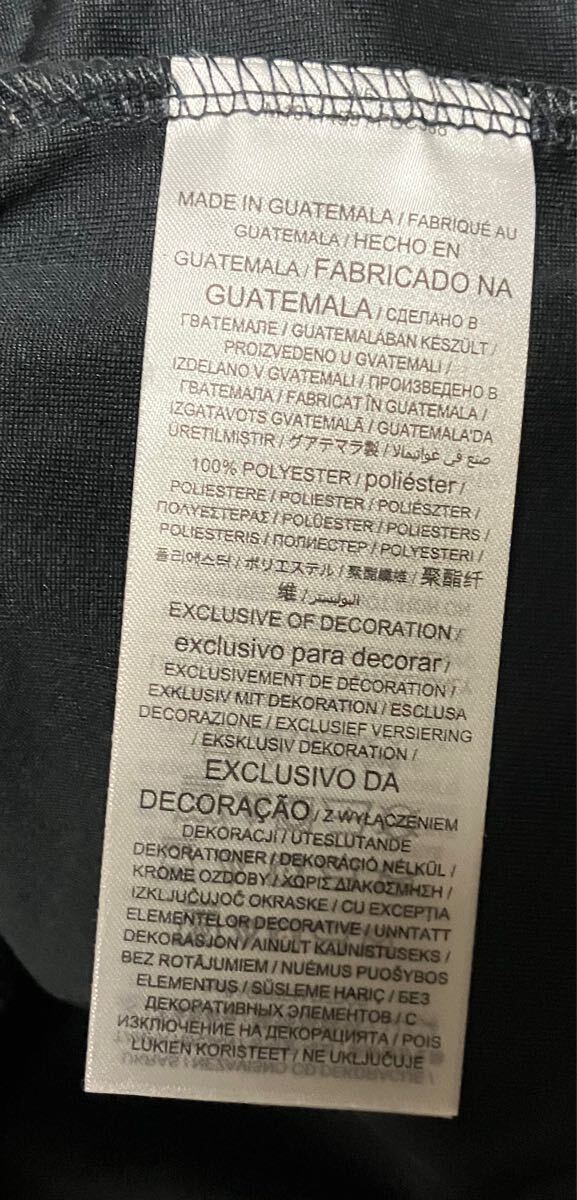 MADE IN GUATEMALA / FABRIQUÉ AU
GUATEMALA / HECHO EN
GUATEMALA / FABRICADO NA
GUATEMALA / СДЕЛАНО В
ГВАТЕМАЛЕ / GUATEMALÁBAN KÉSZÜLT /
PROIZVEDENO U GVATEMALI /
IZDELANO V GVATEMALI / ПРОИЗВЕДЕНО В
ГВАТЕМАЛА / FABRICAT ÎN GUATEMALA /
IZGATAVOTS GVATEMALĀ / GUATEMALA'DA
ÜRETILMISTIR / グアテマラ製 / صنع في غواتيمالا
100% POLYESTER / poliéster /
POLIESTERE / POLIESTER / POLIÉSZTER /
ΠΟΛΥΕΣΤΕΡΑΣ / POLÜESTER / POLIESTERS /
POLIESTERIS / ПОЛИЕСТЕР / POLYESTERI /
폴리에스터 / ポリエステル / 聚酯纖維 / 聚酯纤
维 / البوليستر
EXCLUSIVE OF DECORATION /
exclusivo para decorar /
EXCLUSIVEMENT DE DÉCORATION /
EXKLUSIV MIT DEKORATION / ESCLUSA
DECORAZIONE / EXCLUSIEF VERSIERING
/ EKSKLUSIV DEKORATION /
EXCLUSIVO DA
DECORAÇÃO / Z WYŁĄCZENIEM
DEKORACJI / UTESLUTANDE
DEKORATIONER / DEKORÁCIÓ NÉLKÜL /
KROMĚ OZDOBY / ΧΩΡΙΣ ΔΙΑΚΟΣΜΗΣΗ /
IZKLJUČUJOČ OKRASKE / CU EXCEPŢIA
ELEMENTELOR DECORATIVE / UNNTATT
DEKORASJON / AINULT KAUNISTUSEKS /
BEZ ROTĀJUMIEM / NUĖMUS PUOŠYBOS
ELEMENTUS / SÜSLEME HARIÇ / БЕЗ
ДЕКОРАТИВНЫХ ЭЛЕМЕНТОВ / С
ИЗКЛЮЧЕНИЕ НА ДЕКОРАЦИЯТА / POIS
LUKIEN KORISTEET / NE UKLJUČUJE